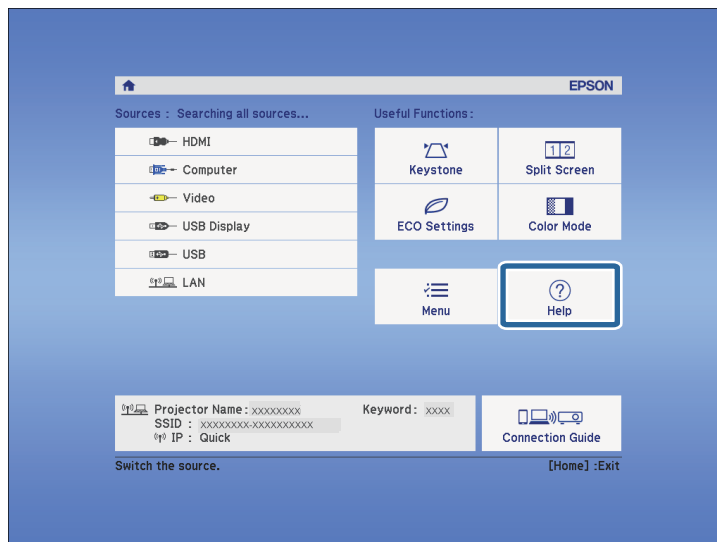 EPSON
Sources : Searching all sources...
Useful Functions :
HDMI
Computer
Video
USB Display
USB
LAN
Keystone
1 2
Split Screen
ECO Settings
Color Mode
Menu
?
Help
Projector Name : xxxxxxxx
Keyword : xxxx
SSID : xxxxxxxx-xxxxxxxxxx
IP : Quick
Connection Guide
Switch the source.
[Home] :Exit